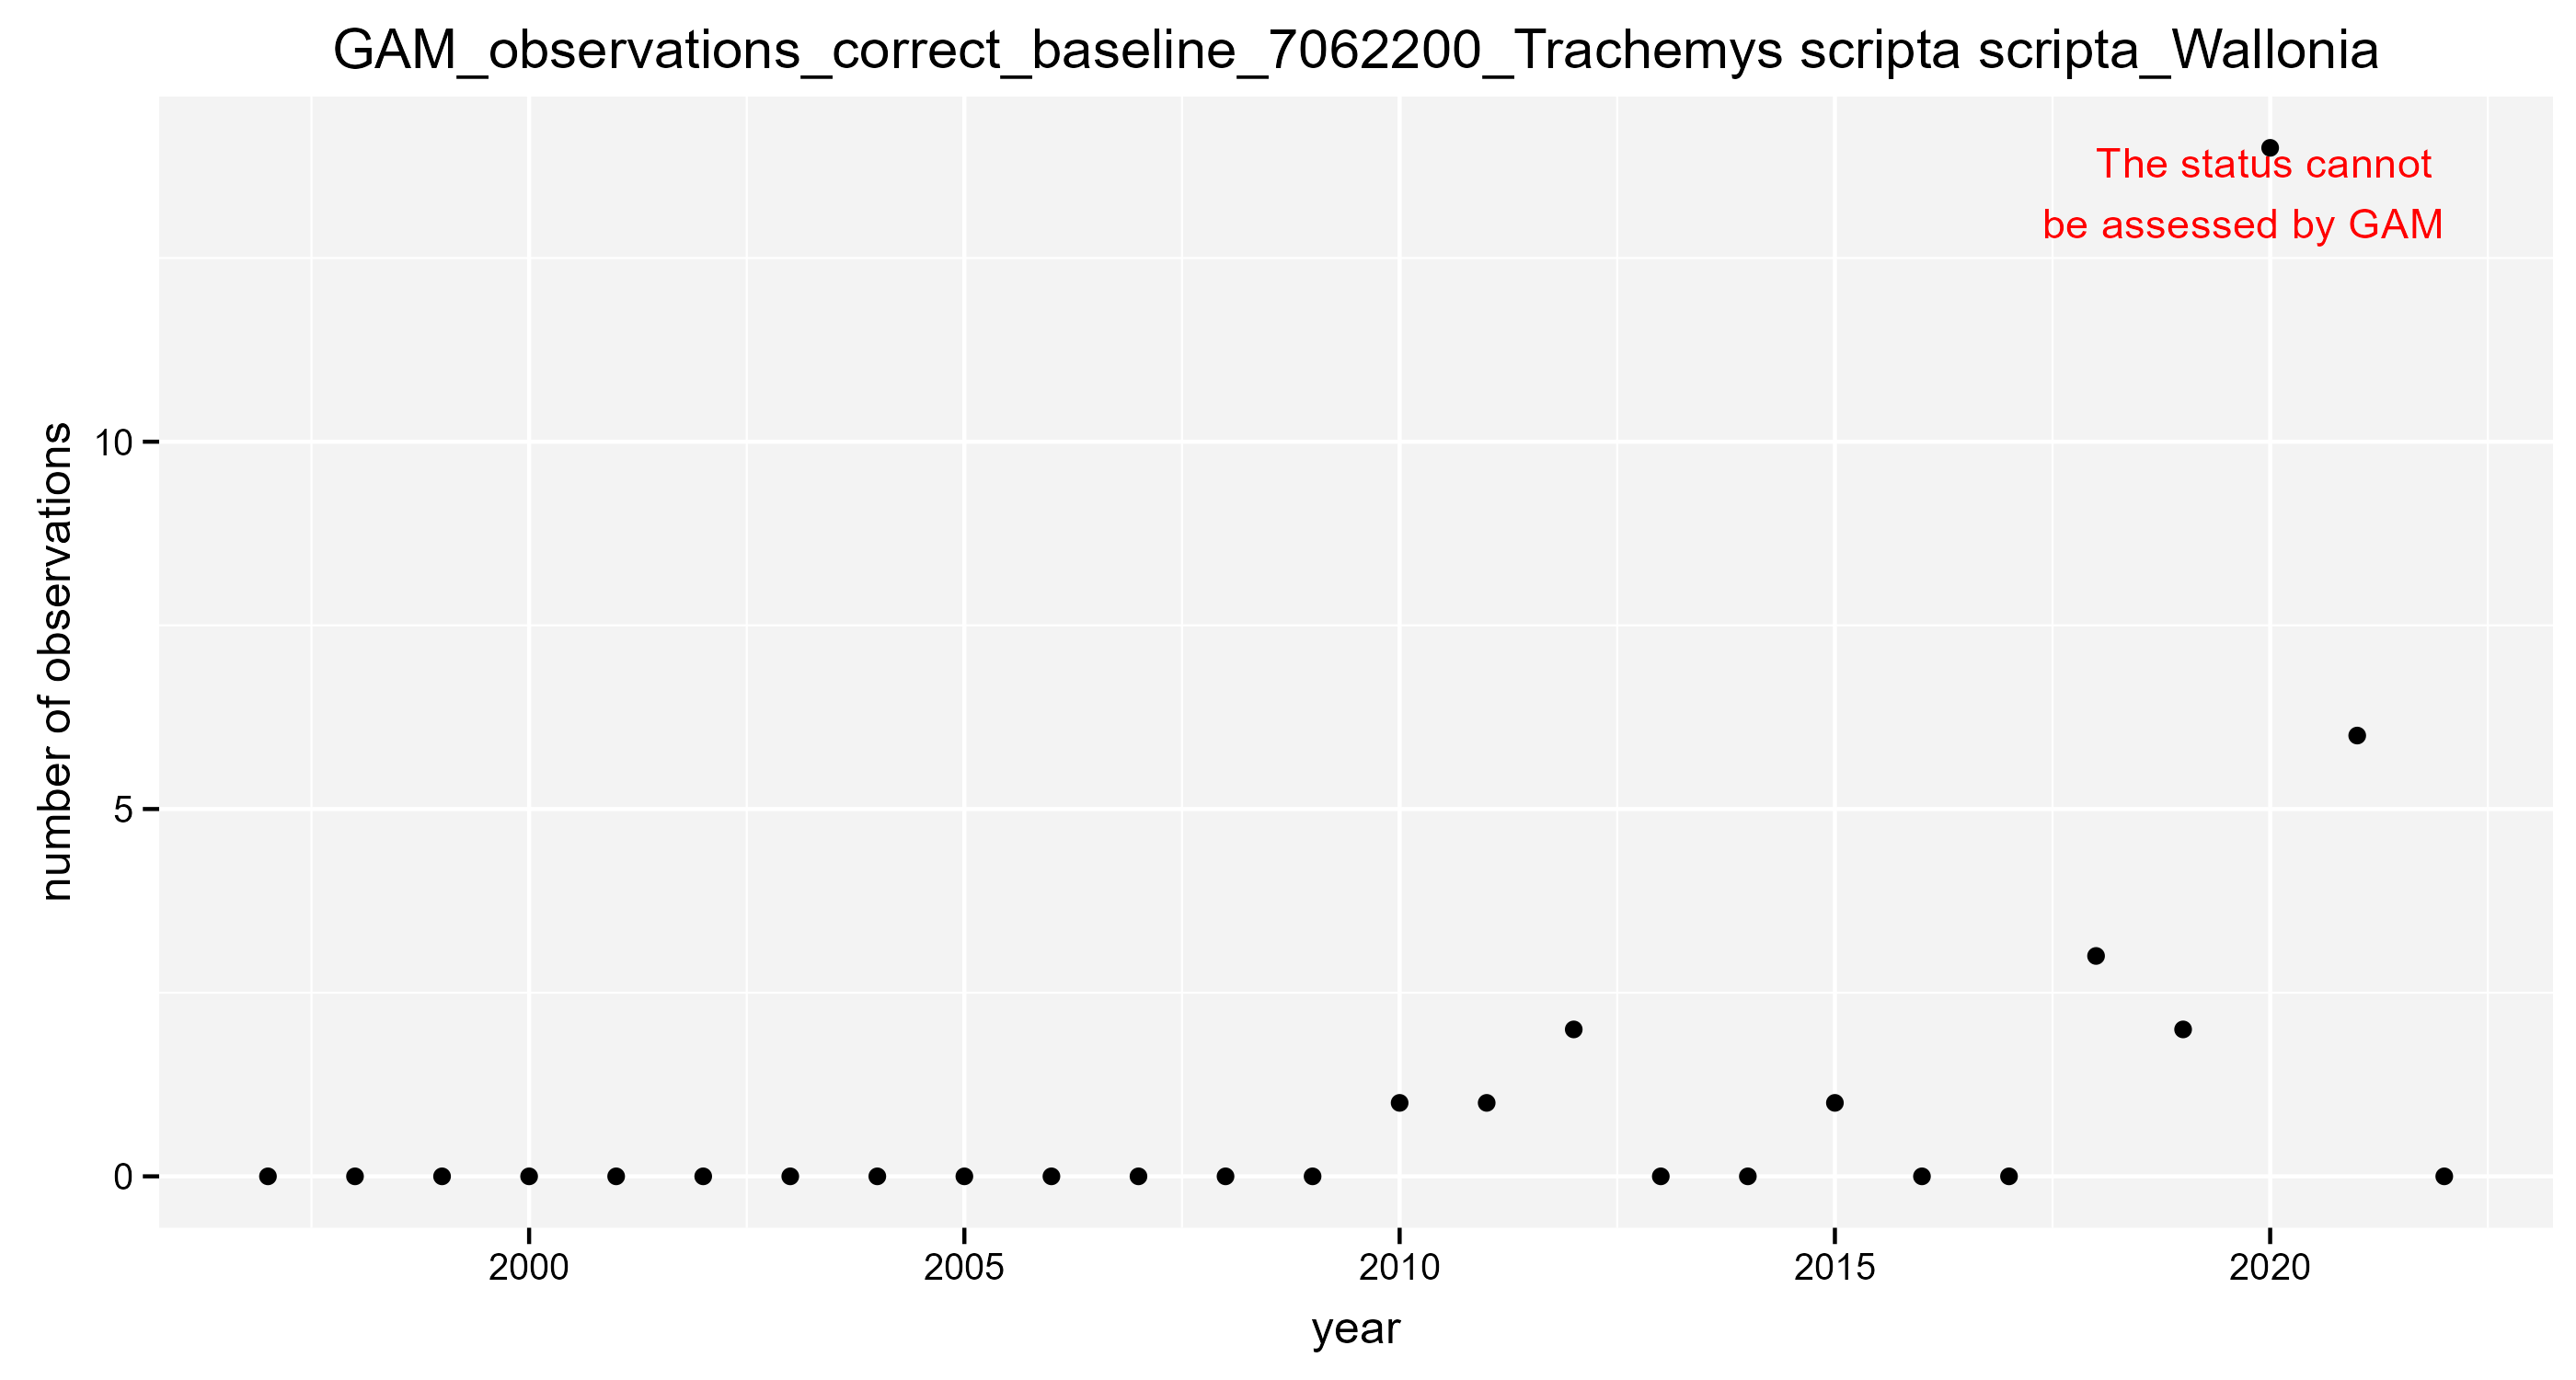 GAM_observations_correct_baseline_7062200_Trachemys scripta scripta_Wallonia
The status cannot
be assessed by GAM
number of observations
10
5
0
2000
2005
2010
2015
2020
year